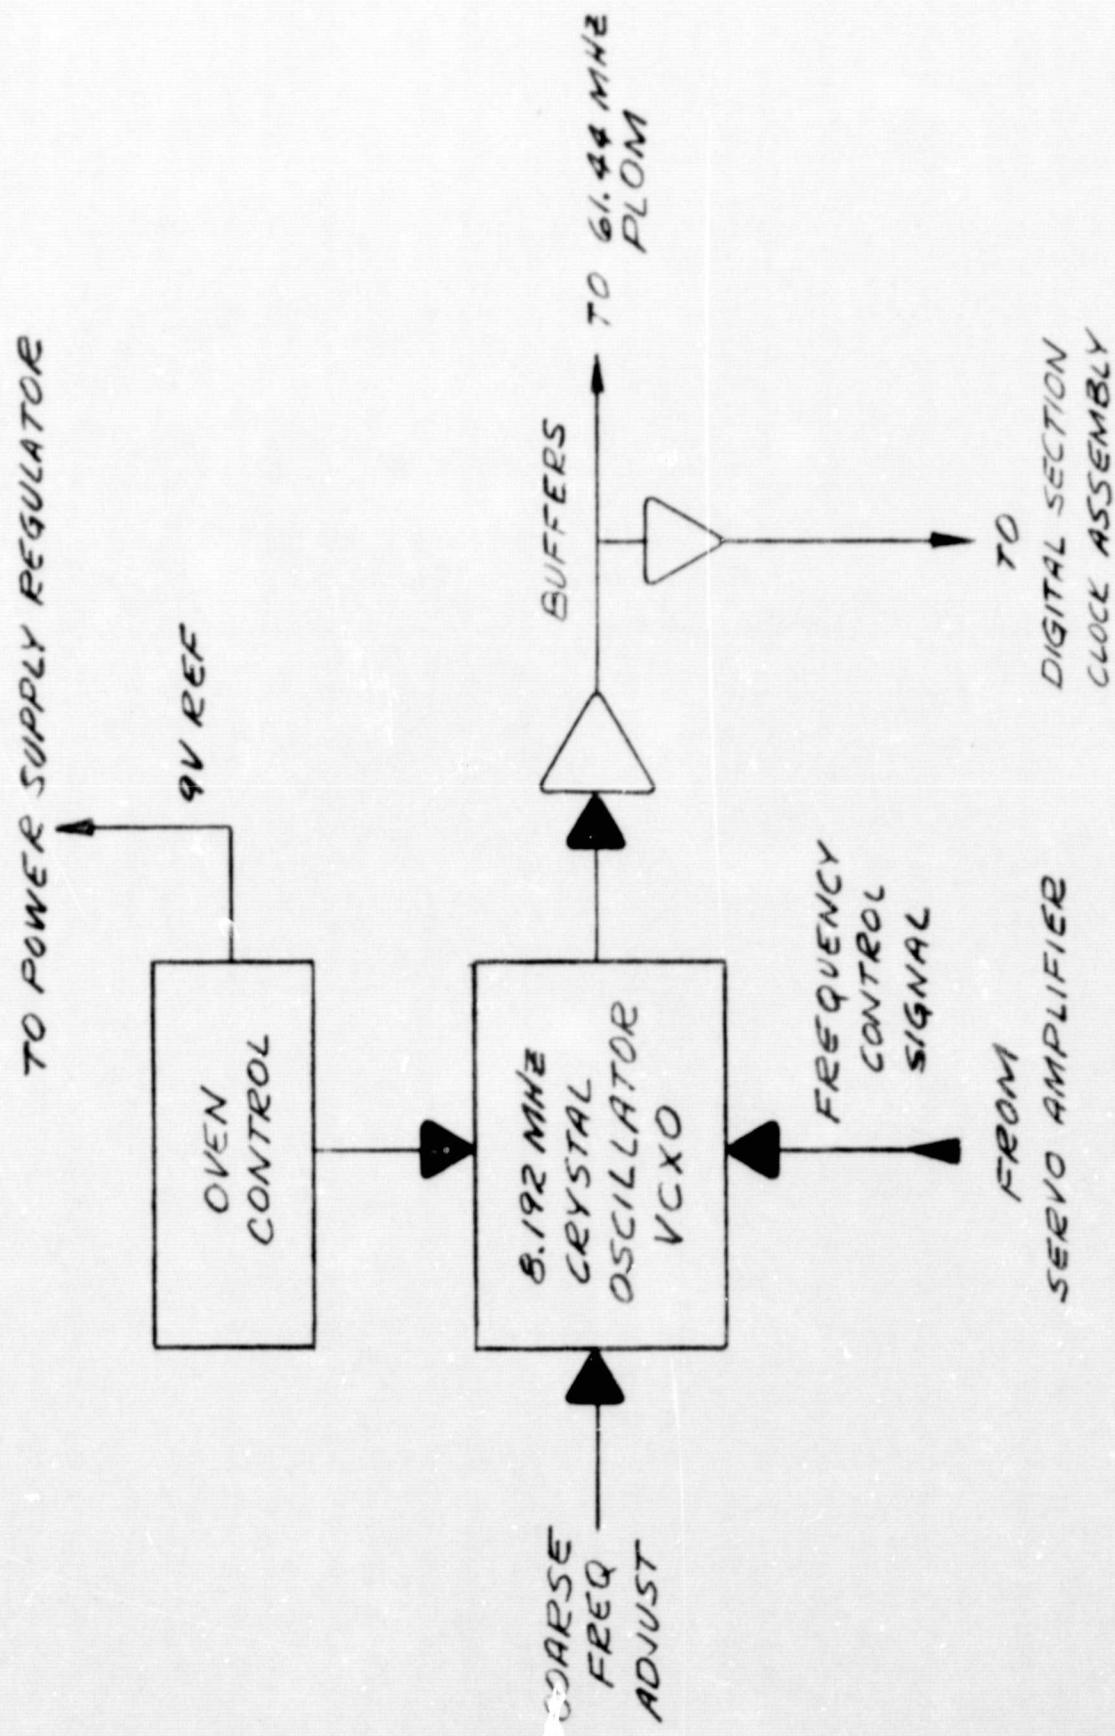 TO POWER SUPPLY REGULATOR
9V REF
OVEN
CONTROL
BUFFERS
TO 61.44 MHZ
PLOM
8.192 MHZ
CRYSTAL
OSCILLATOR
VCXO
COARSE
FREQ
ADJUST
FREQUENCY
CONTROL
SIGNAL
FROM
SERVO AMPLIFIER
TO
DIGITAL SECTION
CLOCK ASSEMBLY